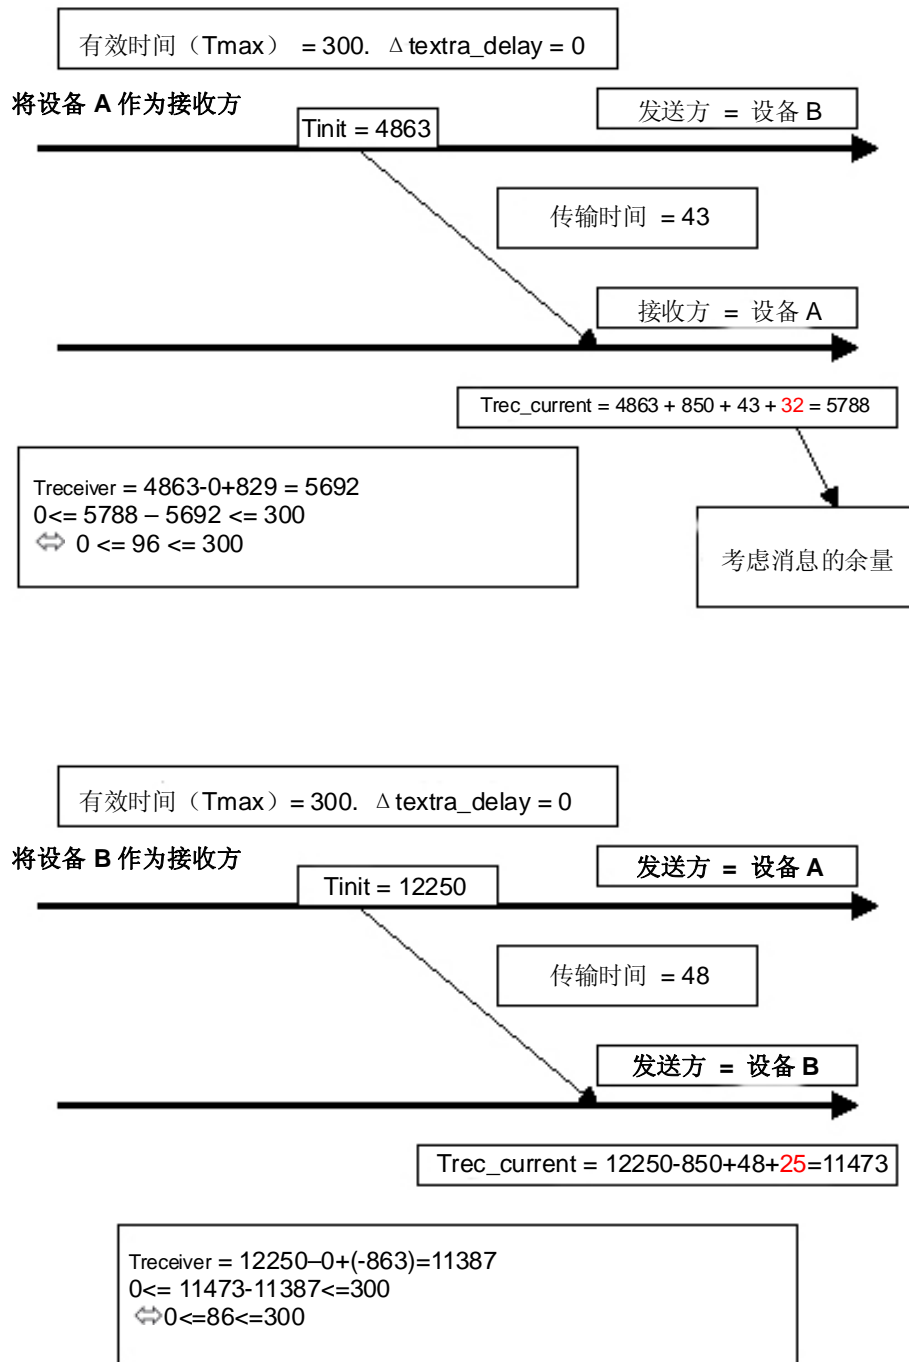 有效时间（Tmax） = 300. Δ textra_delay = 0
将设备 A 作为接收方
发送方 = 设备 B
Tinit = 4863
传输时间 = 43
接收方 = 设备 A
Trec_current = 4863 + 850 + 43 + 32 = 5788
Treceiver = 4863-0+829 = 5692
0<= 5788 – 5692 <= 300
⇔ 0 <= 96 <= 300
考虑消息的余量
有效时间（Tmax）= 300. Δ textra_delay = 0
将设备 B 作为接收方
发送方 = 设备 A
Tinit = 12250
传输时间 = 48
发送方 = 设备 B
Trec_current = 12250-850+48+25=11473
Treceiver = 12250–0+(-863)=11387
0<= 11473-11387<=300
⇔0<=86<=300